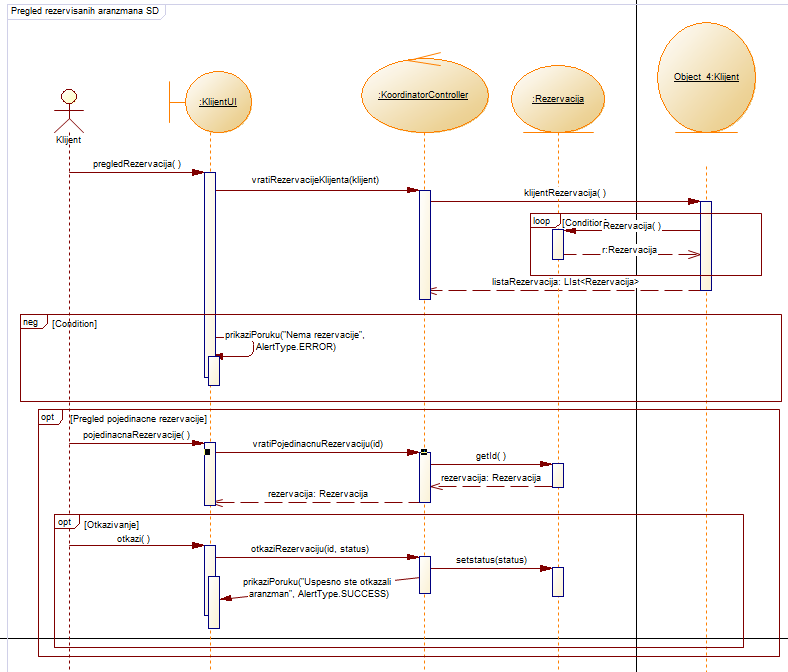 Pregled rezervisanih aranzmana SD
:KlijentUI
:KoordinatorController
:Rezervacija
Object_4:Klijent
Klijent
pregledRezervacija( )
vratiRezervacijeKlijenta(klijent)
klijentRezervacija( )
loop
[Condition
Rezervacija( )
r:Rezervacija
listaRezervacija: LIst<Rezervacija>
neg
[Condition]
prikaziPoruku("Nema rezervacije",
AlertType.ERROR)
opt
[Pregled pojedinacne rezervacije]
pojedinacnaRezervacije( )
vratiPojedinacnuRezervaciju(id)
getId( )
rezervacija: Rezervacija
rezervacija: Rezervacija
opt
[Otkazivanje]
otkazi( )
otkaziRezervaciju(id, status)
setstatus(status)
prikaziPoruku("Uspesno ste otkazali
aranzman", AlertType.SUCCESS)